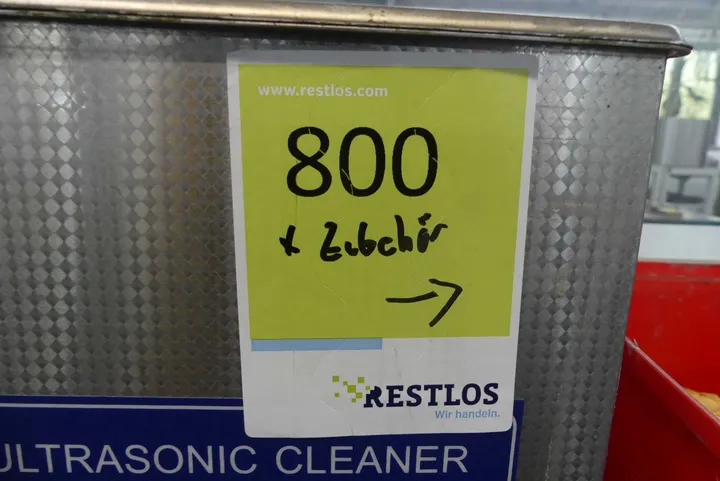 www.restlos.com
800
+ Zubehör
→
RESTLOS
Wir handeln.
ULTRASONIC CLEANER